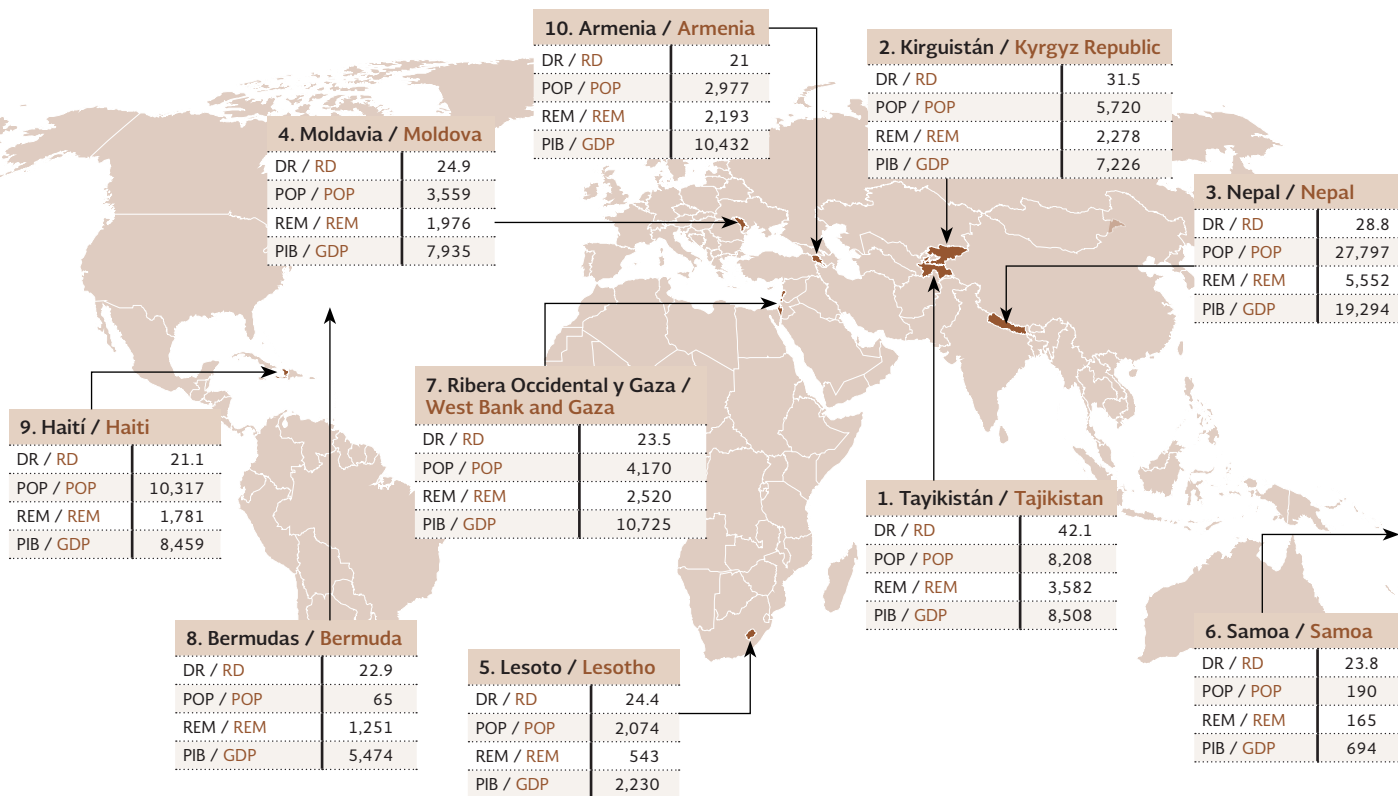 10. Armenia / Armenia
DR / RD 21
POP / POP 2,977
REM / REM 2,193
PIB / GDP 10,432
2. Kirguistán / Kyrgyz Republic
DR / RD 31.5
POP / POP 5,720
REM / REM 2,278
PIB / GDP 7,226
4. Moldavia / Moldova
DR / RD 24.9
POP / POP 3,559
REM / REM 1,976
PIB / GDP 7,935
3. Nepal / Nepal
DR / RD 28.8
POP / POP 27,797
REM / REM 5,552
PIB / GDP 19,294
7. Ribera Occidental y Gaza /
West Bank and Gaza
DR / RD 23.5
POP / POP 4,170
REM / REM 2,520
PIB / GDP 10,725
9. Haití / Haiti
DR / RD 21.1
POP / POP 10,317
REM / REM 1,781
PIB / GDP 8,459
1. Tayikistán / Tajikistan
DR / RD 42.1
POP / POP 8,208
REM / REM 3,582
PIB / GDP 8,508
8. Bermudas / Bermuda
DR / RD 22.9
POP / POP 65
REM / REM 1,251
PIB / GDP 5,474
5. Lesoto / Lesotho
DR / RD 24.4
POP / POP 2,074
REM / REM 543
PIB / GDP 2,230
6. Samoa / Samoa
DR / RD 23.8
POP / POP 190
REM / REM 165
PIB / GDP 694